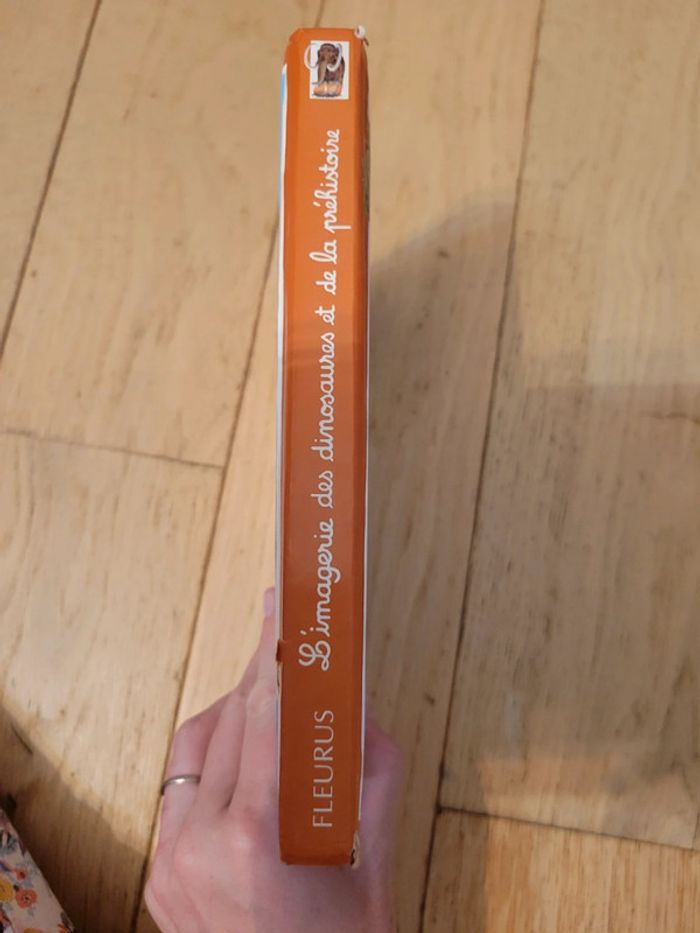 FLEURUS L'imagerie des dinosaures et de la préhistoire